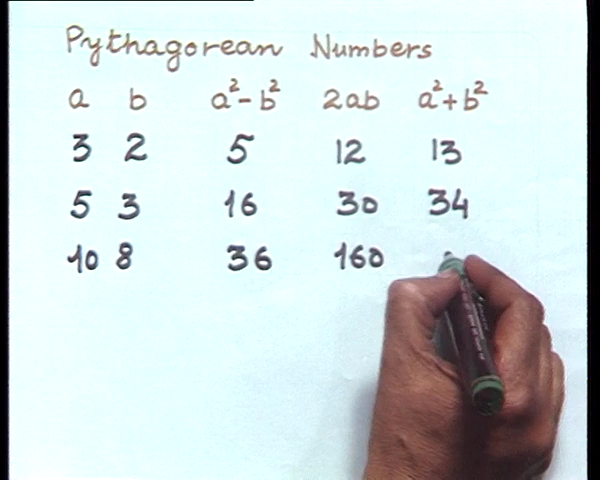 Pythagorean Numbers
a b a²-b² 2ab a²+b²
3 2 5 12 13
5 3 16 30 34
10 8 36 160